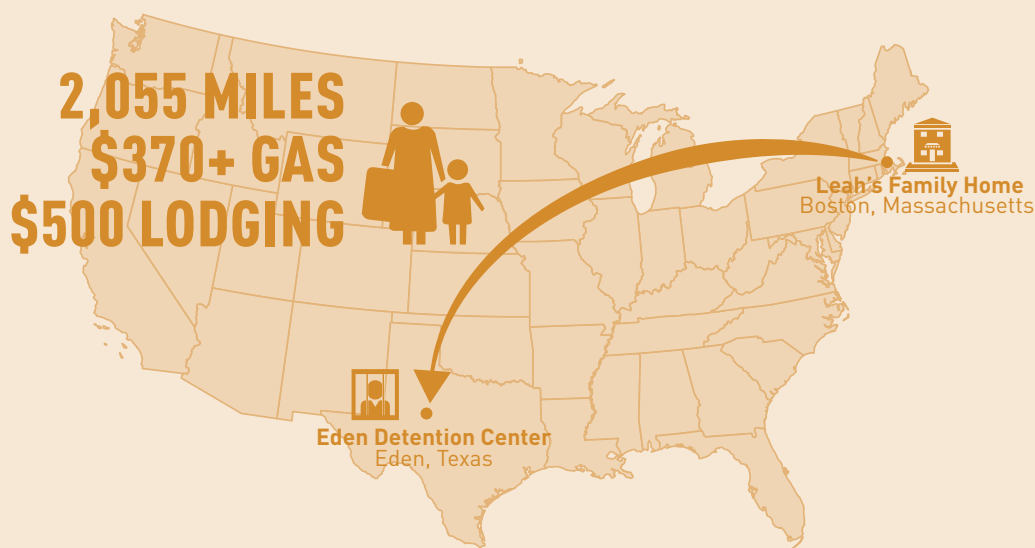 2,055 MILES
$370+ GAS
$500 LODGING
Leah's Family Home
Boston, Massachusetts
Eden Detention Center
Eden, Texas